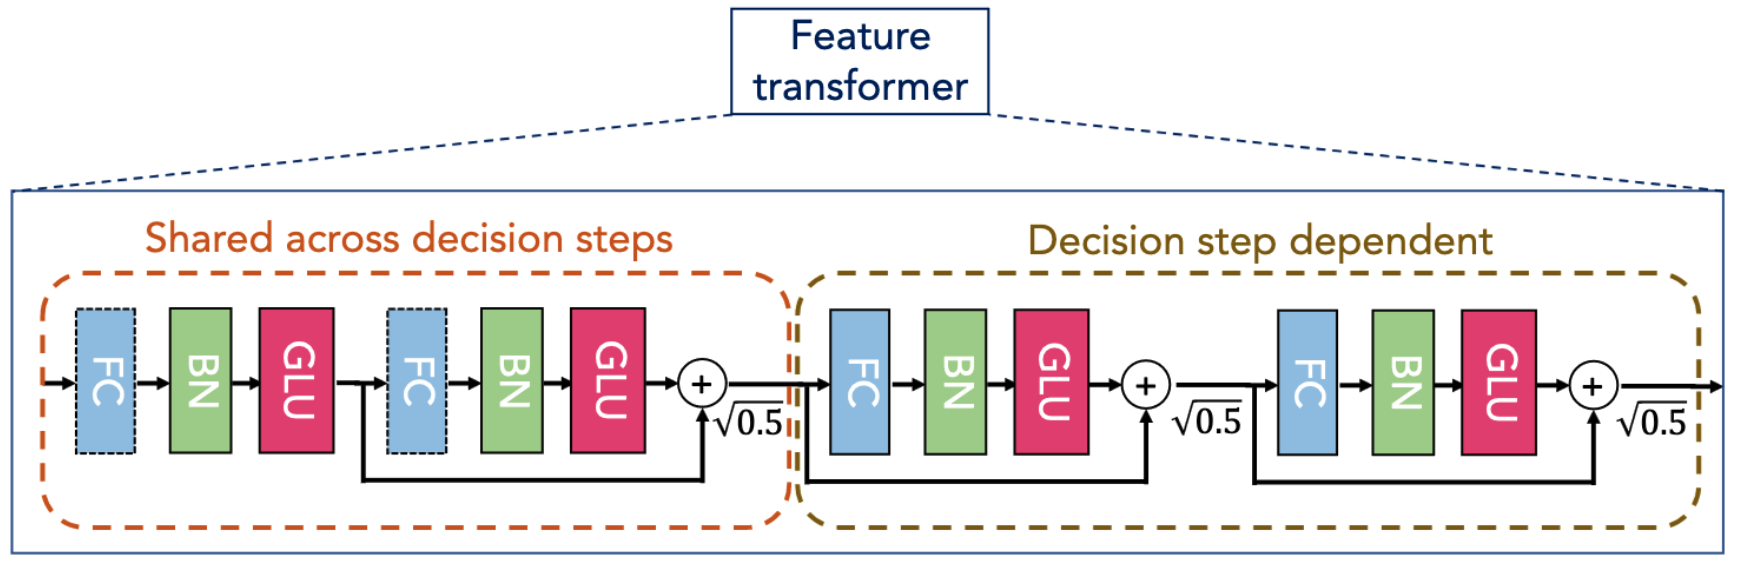 Feature
transformer
Shared across decision steps
Decision step dependent
FC
BN
GLU
FC
BN
GLU
+
√0.5
FC
BN
GLU
+
√0.5
FC
BN
GLU
+
√0.5